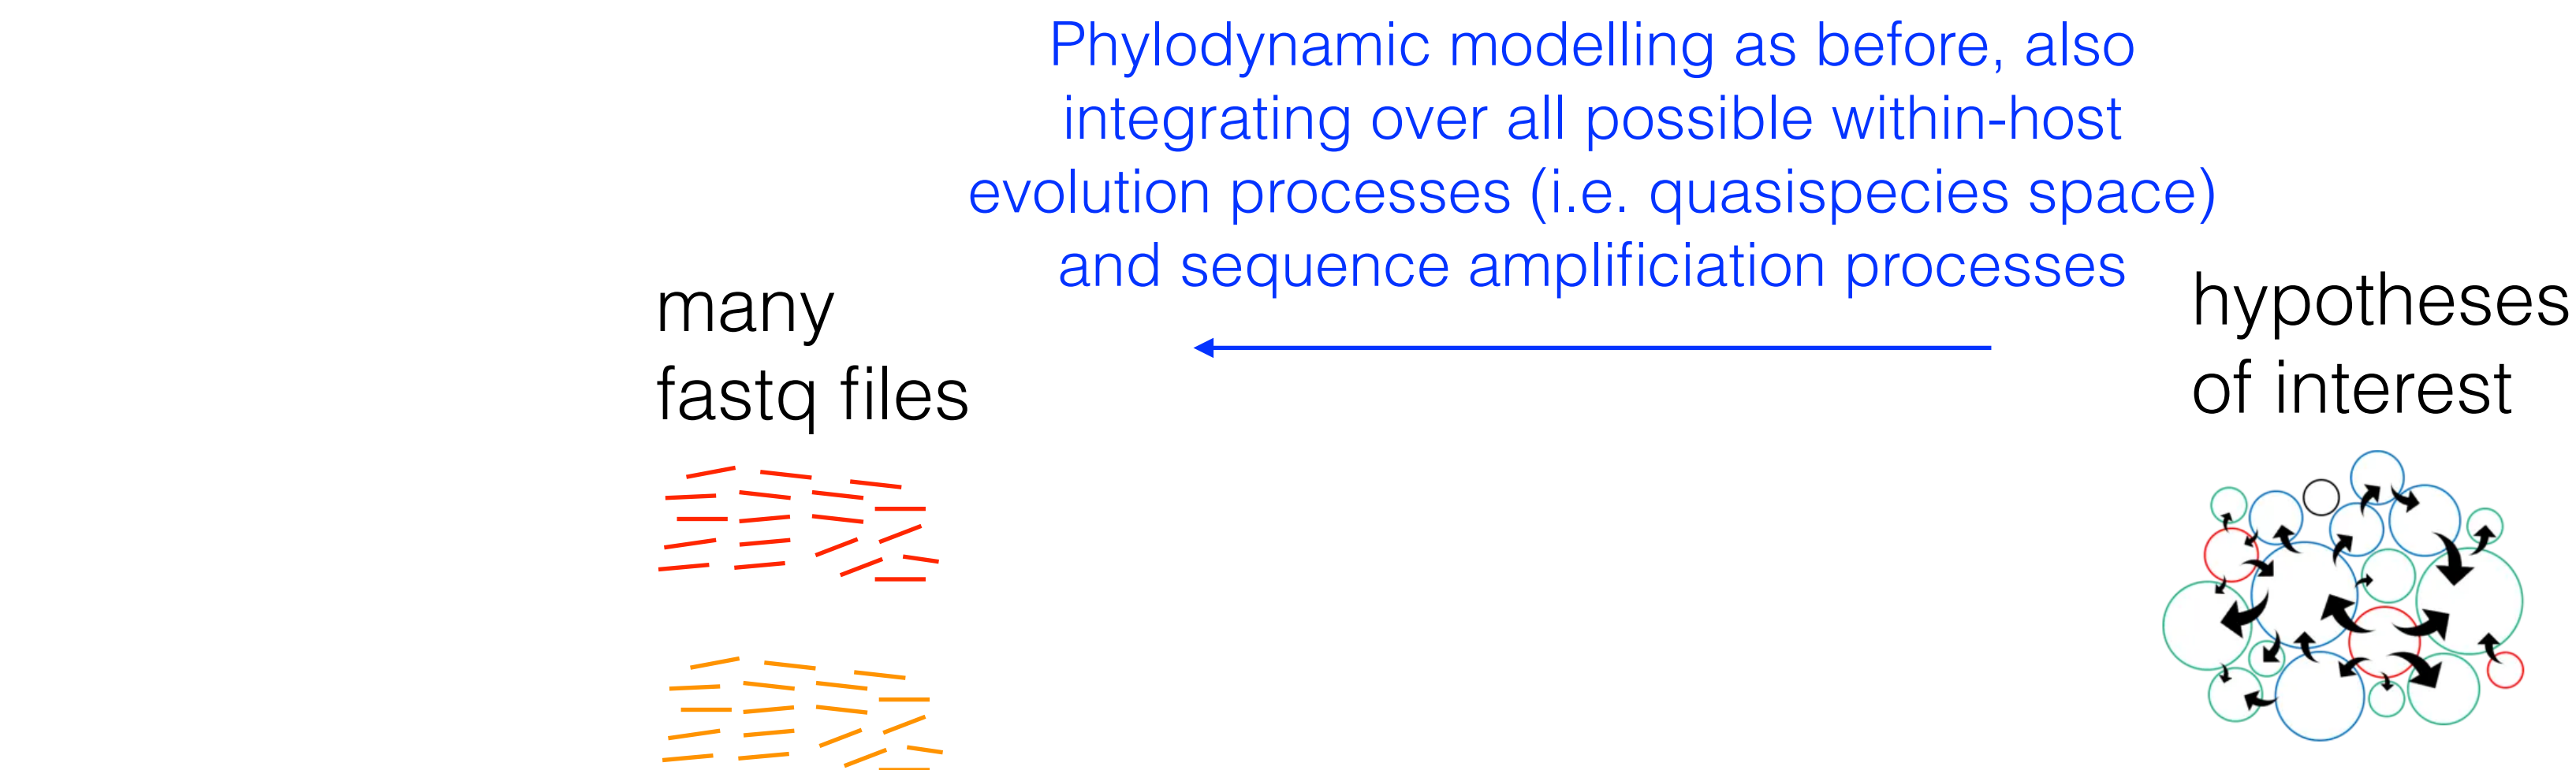 Phylodynamic modelling as before, also
integrating over all possible within-host
evolution processes (i.e. quasispecies space)
and sequence amplificiation processes
many
fastq files
hypotheses
of interest